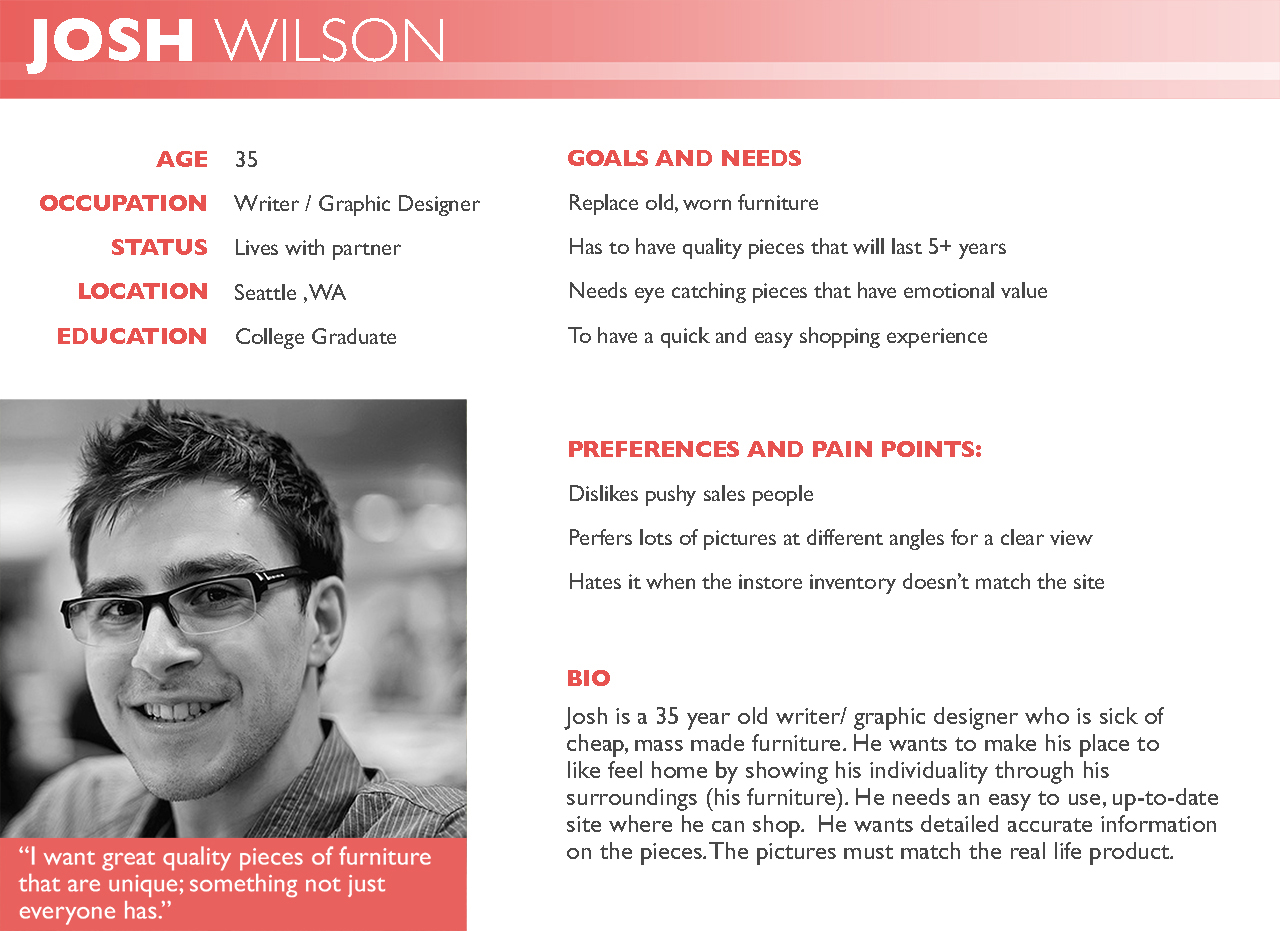 JOSH WILSON
AGE 35
OCCUPATION Writer / Graphic Designer
STATUS Lives with partner
LOCATION Seattle , WA
EDUCATION College Graduate
GOALS AND NEEDS
Replace old, worn furniture
Has to have quality pieces that will last 5+ years
Needs eye catching pieces that have emotional value
To have a quick and easy shopping experience
PREFERENCES AND PAIN POINTS:
Dislikes pushy sales people
Perfers lots of pictures at different angles for a clear view
Hates it when the instore inventory doesn’t match the site
BIO
Josh is a 35 year old writer/ graphic designer who is sick of
cheap, mass made furniture. He wants to make his place to
like feel home by showing his individuality through his
surroundings (his furniture). He needs an easy to use, up-to-date
site where he can shop.  He wants detailed accurate information
on the pieces. The pictures must match the real life product.
“I want great quality pieces of furniture
that are unique; something not just
everyone has.”